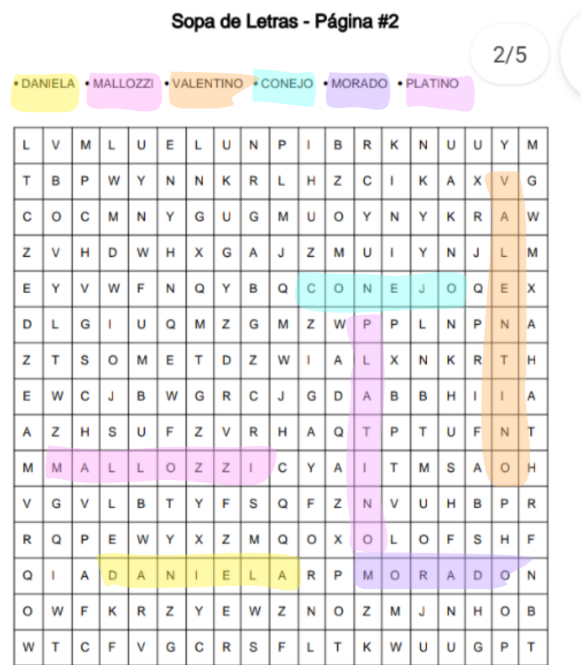 Sopa de Letras - Página #2
2/5
• DANIELA • MALLOZZI • VALENTINO • CONEJO • MORADO • PLATINO
L V M L U E L U N P I B R K N U U Y M
T B P W Y N N K R L H Z C I K A X V G
C O C M N Y G U G M U O Y N Y K R A W
Z V H D W H X G A J Z M U I Y N J L M
E Y V W F N Q Y B Q C O N E J O Q E X
D L G I U Q M Z G M Z W P P L N P N A
Z T S O M E T D Z W I A L X N K R T H
E W C J B W G R C J G D A B B H I I A
A Z H S U F Z V R H A Q T P T U F N T
M M A L L O Z Z I C Y A I T M S A O H
V G V L B T Y F S Q F Z N V U H B P R
R Q P E W Y X Z M Q O X O L O F S H F
Q I A D A N I E L A R P M O R A D O N
O W F K R Z Y E W Z N O Z M J N H O B
W T C F V G C R S F L T K W U U G P T